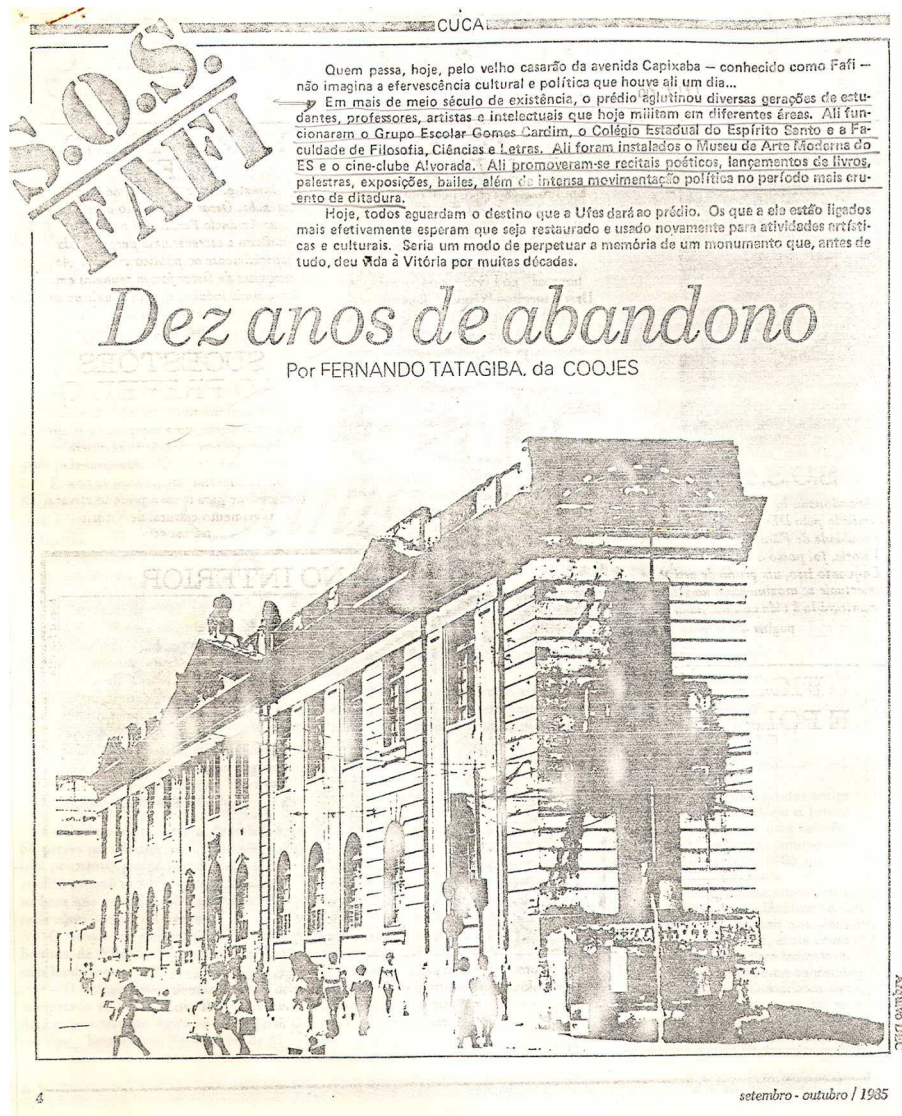 CUCA
S.O.S.
FAFI
Quem passa, hoje, pelo velho casarão da avenida Capixaba — conhecido como Fafi —
não imagina a efervescência cultural e política que houve ali um dia...
Em mais de meio século de existência, o prédio aglutinou diversas gerações de estu-
dantes, professores, artistas e intelectuais que hoje militam em diferentes áreas. Ali fun-
cionaram o Grupo Escolar Gomes Cardim, o Colégio Estadual do Espírito Santo e a Fa-
culdade de Filosofia, Ciências e Letras. Ali foram instalados o Museu de Arte Moderna do
ES e o cine-clube Alvorada. Ali promoveram-se recitais poéticos, lançamentos de livros,
palestras, exposições, bailes, além de intensa movimentação política no período mais cru-
ento da ditadura.
Hoje, todos aguardam o destino que a Ufes dará ao prédio. Os que a ela estão ligados
mais efetivamente esperam que seja restaurado e usado novamente para atividades artísti-
cas e culturais. Seria um modo de perpetuar a memória de um monumento que, antes de
tudo, deu vida à Vitória por muitas décadas.
Dez anos de abandono
Por FERNANDO TATAGIBA, da COOJES
4
setembro - outubro / 1985